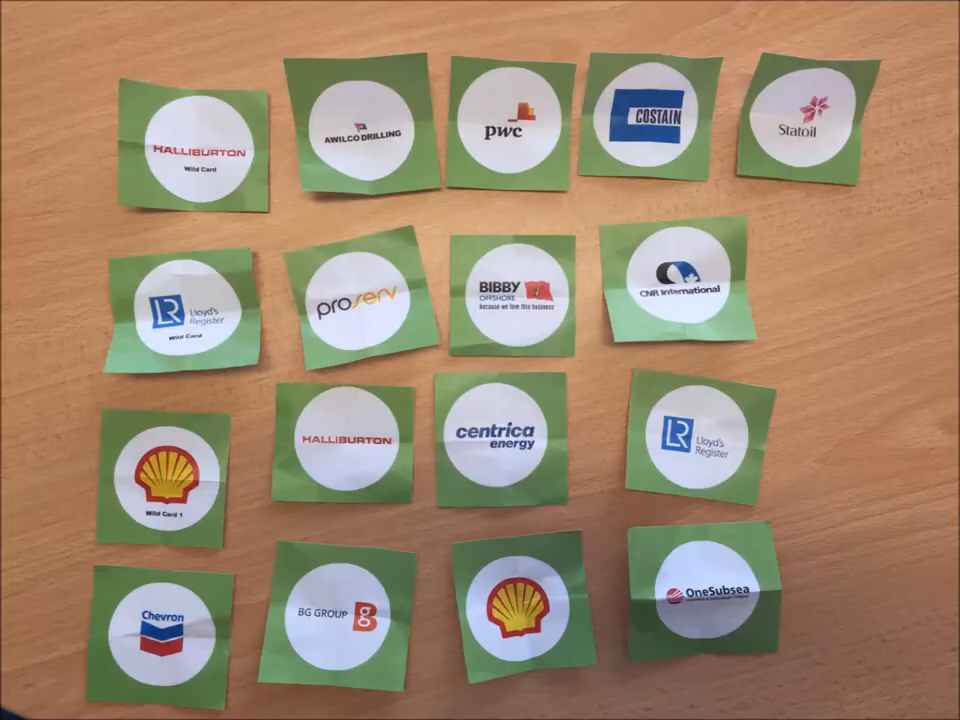 HALLIBURTON
Wild Card
AWILCO DRILLING
pwc
COSTAIN
Statoil
LR Lloyd's
Register
Wild Card
proserv
BIBBY
OFFSHORE
because we love this business
CNR International
Wild Card 1
HALLIBURTON
centrica
energy
LR Lloyd's
Register
Chevron
BG GROUP g
OneSubsea